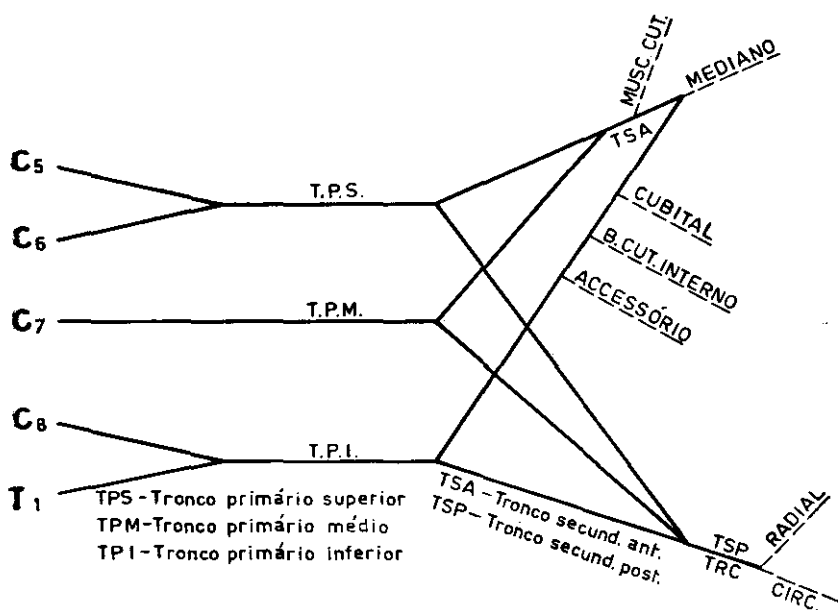 MUSC. CUT.
MEDIANO
TSA
C5
T.P.S.
CUBITAL
C6
B.CUT.INTERNO
ACCESSÓRIO
C7
T.P.M.
C8
T.P.I.
T1
TPS-Tronco primário superior
TPM-Tronco primário médio
TPI-Tronco primário inferior
TSA-Tronco secund. ant.
TSP-Tronco secund. post.
TSP
RADIAL
TRC
CIRC.